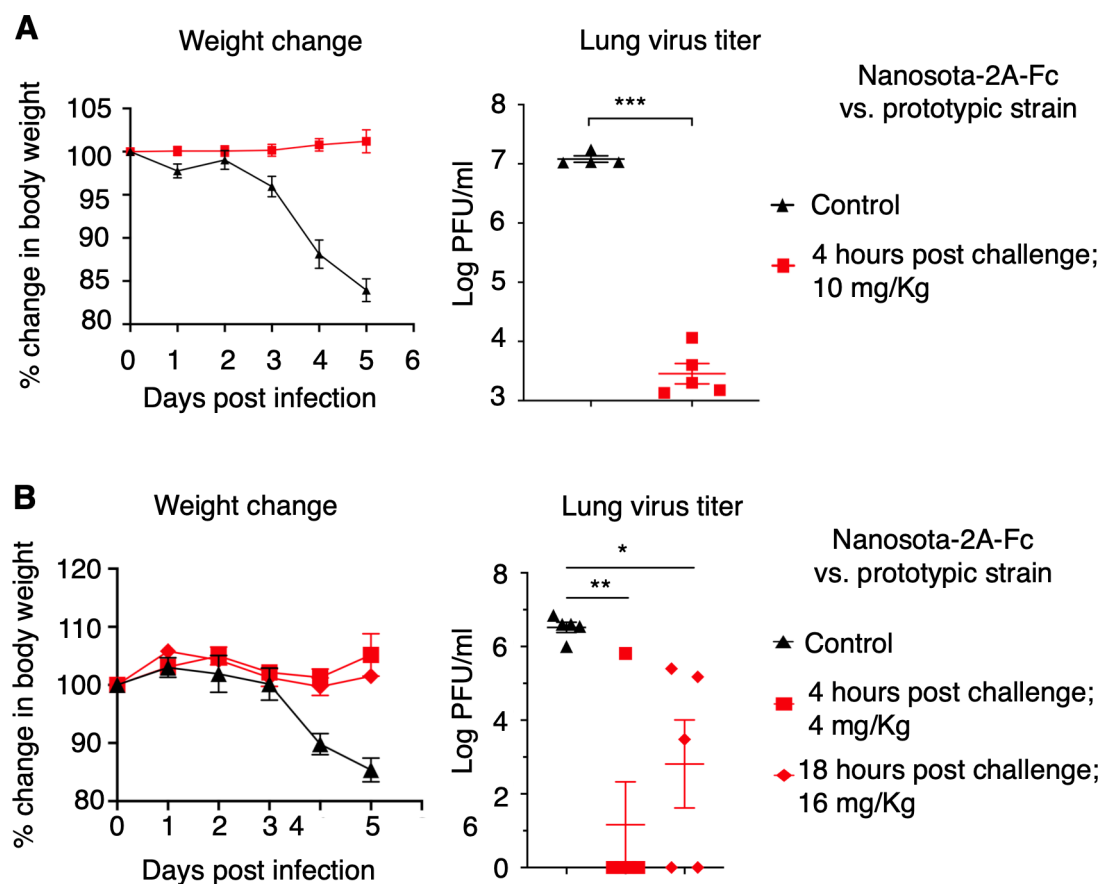 A
Weight change
Lung virus titer
Nanosota-2A-Fc
vs. prototypic strain
% change in body weight
105
100
95
90
85
80
0 1 2 3 4 5 6
Days post infection
Log PFU/ml
8
7
6
5
4
3
***
Control
4 hours post challenge;
10 mg/Kg
B
Weight change
Lung virus titer
Nanosota-2A-Fc
vs. prototypic strain
% change in body weight
120
110
100
90
80
0 1 2 3 4 5 6
Days post infection
Log PFU/ml
8
6
4
2
0
*
**
Control
4 hours post challenge;
4 mg/Kg
18 hours post challenge;
16 mg/Kg